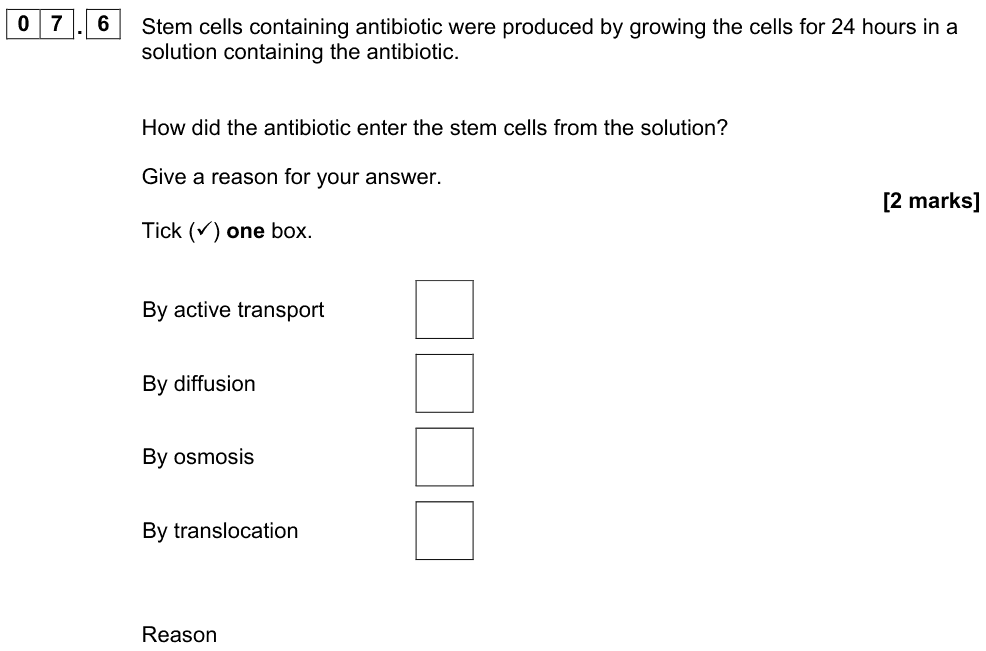 0 7 . 6 Stem cells containing antibiotic were produced by growing the cells for 24 hours in a
solution containing the antibiotic.
How did the antibiotic enter the stem cells from the solution?
Give a reason for your answer.
[2 marks]
Tick (✓) one box.
By active transport
By diffusion
By osmosis
By translocation
Reason